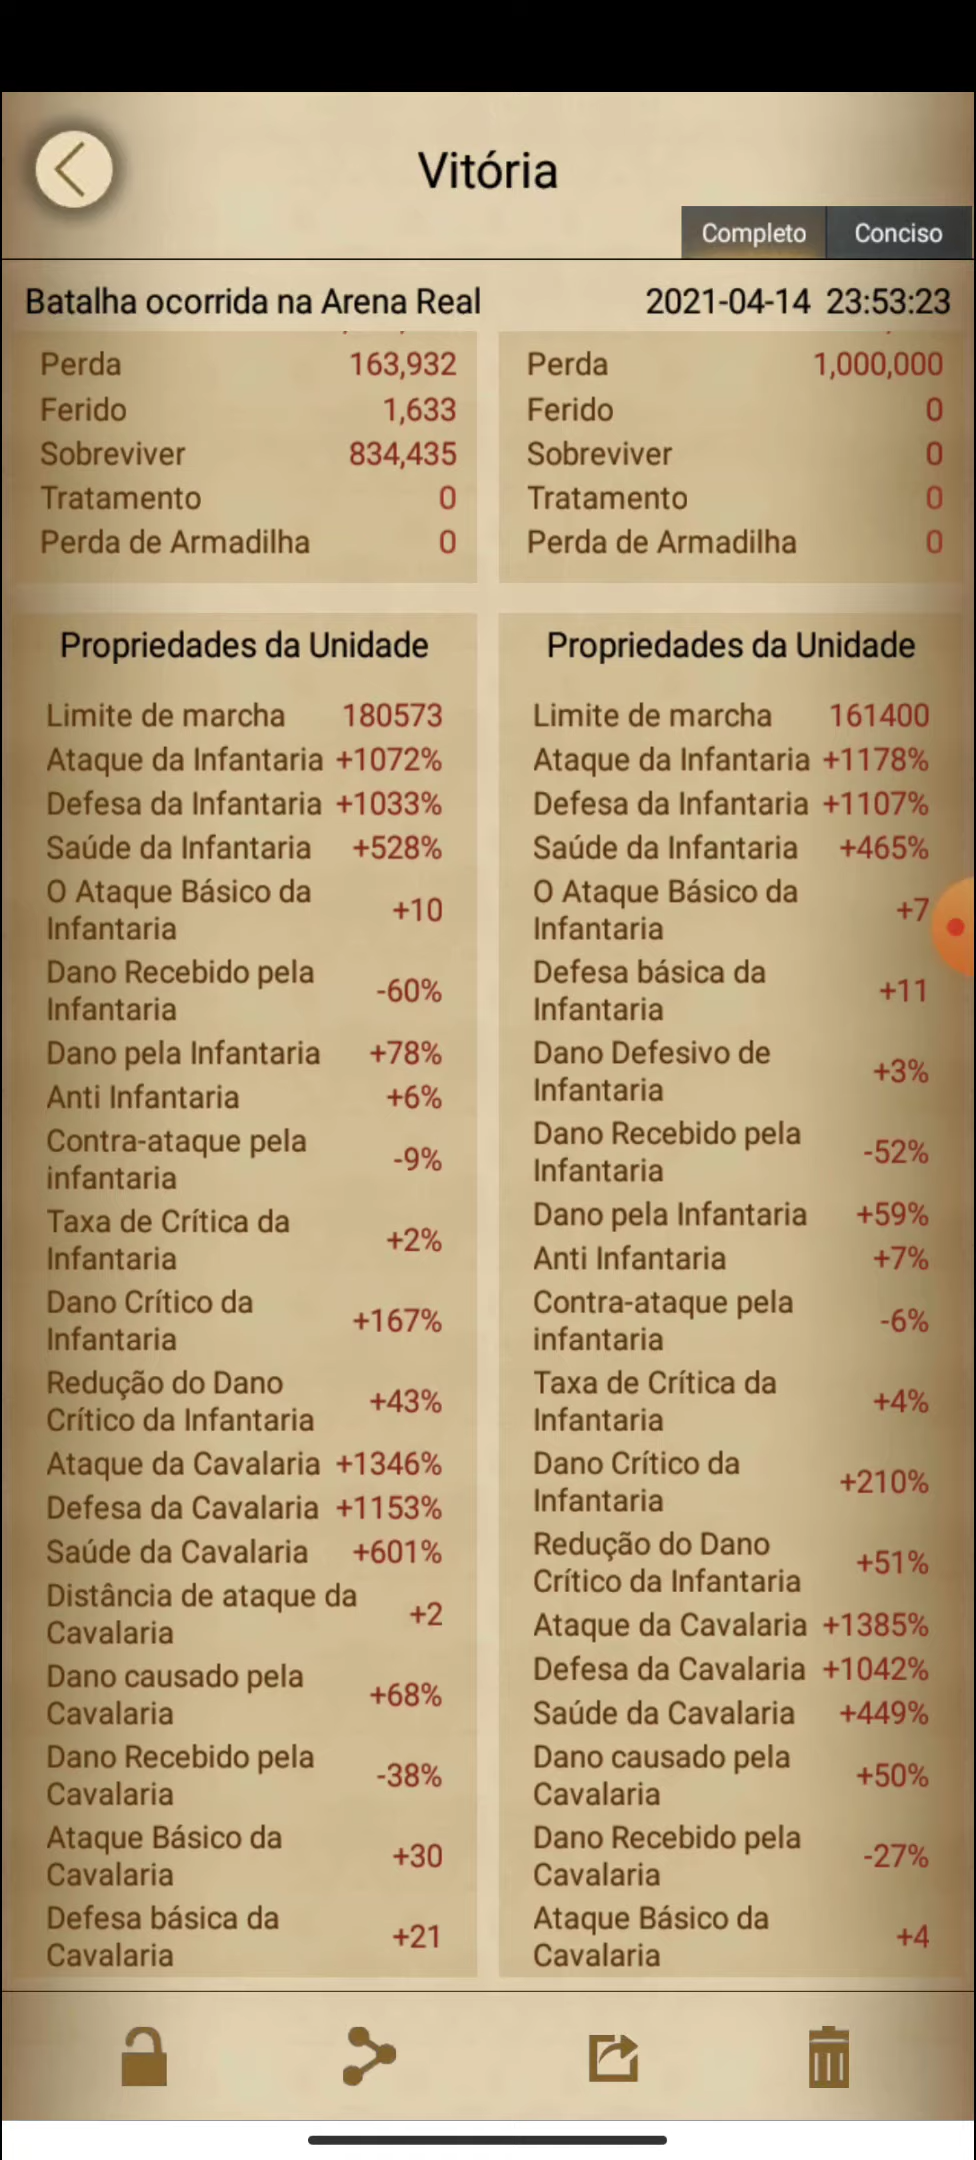 Vitória
Completo
Conciso
Batalha ocorrida na Arena Real
2021-04-14 23:53:23
Perda 163,932
Ferido 1,633
Sobreviver 834,435
Tratamento 0
Perda de Armadilha 0
Propriedades da Unidade
Limite de marcha 180573
Ataque da Infantaria +1072%
Defesa da Infantaria +1033%
Saúde da Infantaria +528%
O Ataque Básico da
Infantaria
+10
Dano Recebido pela
Infantaria
-60%
Dano pela Infantaria +78%
Anti Infantaria +6%
Contra-ataque pela
infantaria
-9%
Taxa de Crítica da
Infantaria
+2%
Dano Crítico da
Infantaria
+167%
Redução do Dano
Crítico da Infantaria
+43%
Ataque da Cavalaria +1346%
Defesa da Cavalaria +1153%
Saúde da Cavalaria +601%
Distância de ataque da
Cavalaria
+2
Dano causado pela
Cavalaria
+68%
Dano Recebido pela
Cavalaria
-38%
Ataque Básico da
Cavalaria
+30
Defesa básica da
Cavalaria
+21
Perda 1,000,000
Ferido 0
Sobreviver 0
Tratamento 0
Perda de Armadilha 0
Propriedades da Unidade
Limite de marcha 161400
Ataque da Infantaria +1178%
Defesa da Infantaria +1107%
Saúde da Infantaria +465%
O Ataque Básico da
Infantaria
+7
Defesa básica da
Infantaria
+11
Dano Defesivo de
Infantaria
+3%
Dano Recebido pela
Infantaria
-52%
Dano pela Infantaria +59%
Anti Infantaria +7%
Contra-ataque pela
infantaria
-6%
Taxa de Crítica da
Infantaria
+4%
Dano Crítico da
Infantaria
+210%
Redução do Dano
Crítico da Infantaria
+51%
Ataque da Cavalaria +1385%
Defesa da Cavalaria +1042%
Saúde da Cavalaria +449%
Dano causado pela
Cavalaria
+50%
Dano Recebido pela
Cavalaria
-27%
Ataque Básico da
Cavalaria
+4